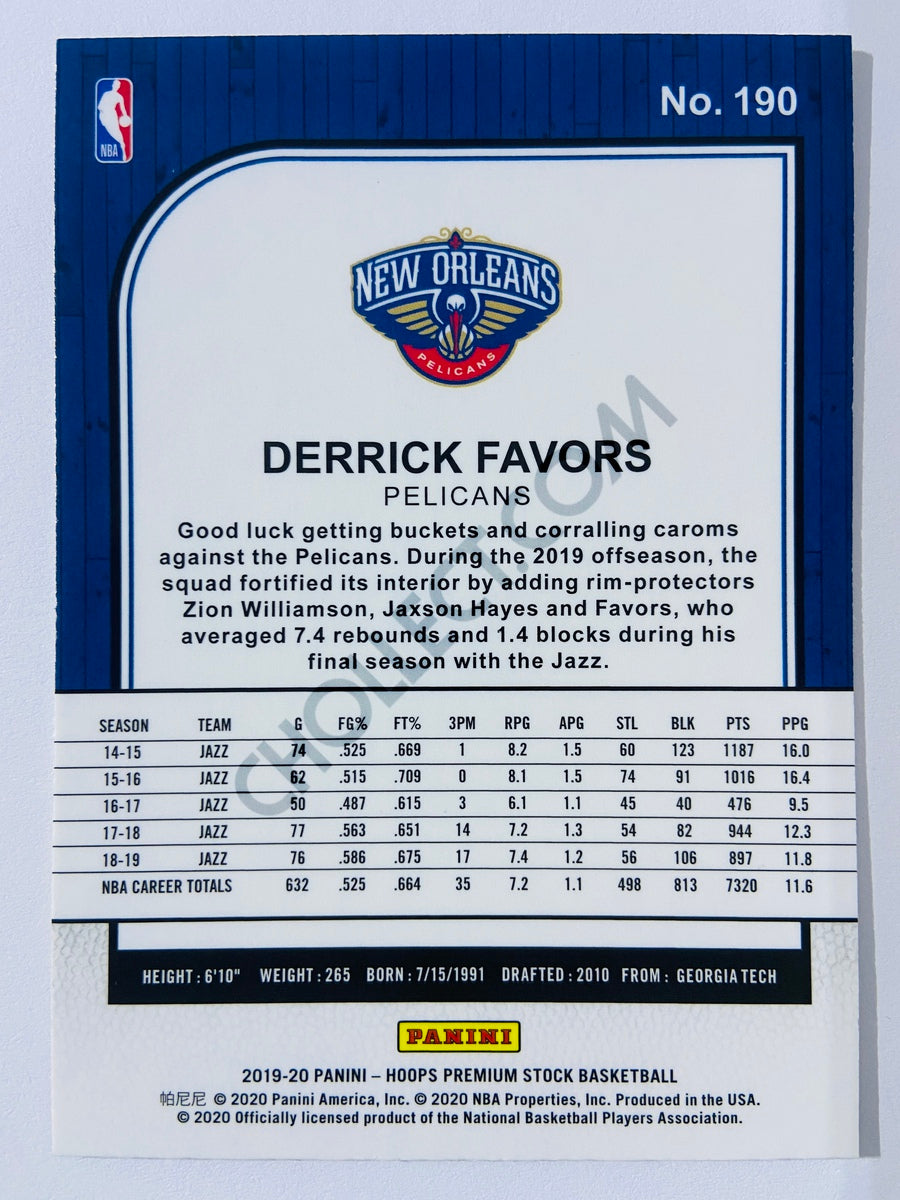 No. 190
NBA
NEW ORLEANS
PELICANS
DERRICK FAVORS
PELICANS
Good luck getting buckets and corralling caroms
against the Pelicans. During the 2019 offseason, the
squad fortified its interior by adding rim-protectors
Zion Williamson, Jaxson Hayes and Favors, who
averaged 7.4 rebounds and 1.4 blocks during his
final season with the Jazz.
CHOLLECT.COM
SEASON TEAM G FG% FT% 3PM RPG APG STL BLK PTS PPG
14-15 JAZZ 74 .525 .669 1 8.2 1.5 60 123 1187 16.0
15-16 JAZZ 62 .515 .709 0 8.1 1.5 74 91 1016 16.4
16-17 JAZZ 50 .487 .615 3 6.1 1.1 45 40 476 9.5
17-18 JAZZ 77 .563 .651 14 7.2 1.3 54 82 944 12.3
18-19 JAZZ 76 .586 .675 17 7.4 1.2 56 106 897 11.8
NBA CAREER TOTALS 632 .525 .664 35 7.2 1.1 498 813 7320 11.6
HEIGHT : 6'10" WEIGHT : 265 BORN : 7/15/1991 DRAFTED : 2010 FROM : GEORGIA TECH
PANINI
2019-20 PANINI – HOOPS PREMIUM STOCK BASKETBALL
帕尼尼 © 2020 Panini America, Inc. © 2020 NBA Properties, Inc. Produced in the USA.
© 2020 Officially licensed product of the National Basketball Players Association.